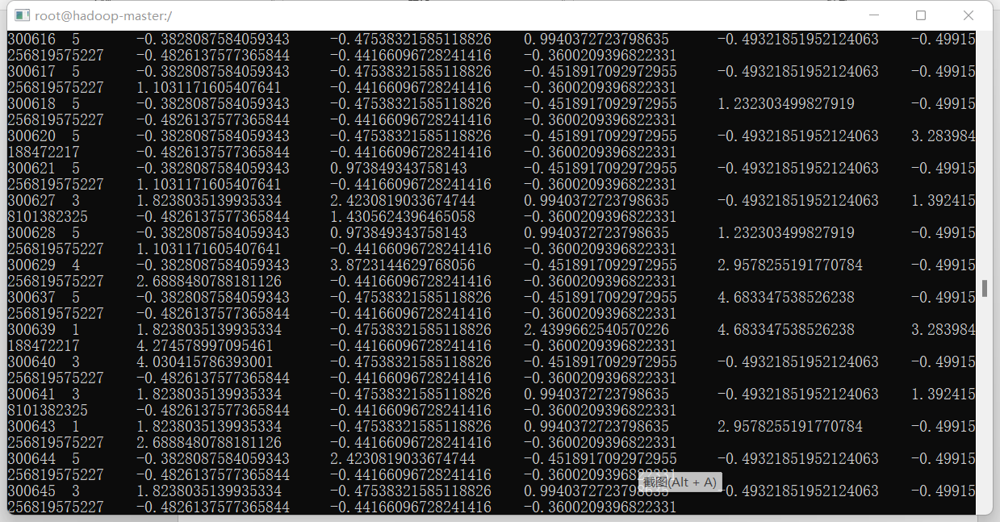 root@hadoop-master:/
300616 5 -0.3828087584059343 -0.47538321585118826 0.9940372723798635 -0.49321851952124063 -0.49915
256819575227 -0.4826137577365844 -0.44166096728241416 -0.3600209396822331
300617 5 -0.3828087584059343 -0.47538321585118826 -0.4518917092972955 -0.49321851952124063 -0.49915
256819575227 1.1031171605407641 -0.44166096728241416 -0.3600209396822331
300618 5 -0.3828087584059343 -0.47538321585118826 -0.4518917092972955 1.232303499827919 -0.49915
256819575227 -0.4826137577365844 -0.44166096728241416 -0.3600209396822331
300620 5 -0.3828087584059343 -0.47538321585118826 -0.4518917092972955 -0.49321851952124063 3.283984
188472217 -0.4826137577365844 -0.44166096728241416 -0.3600209396822331
300621 5 -0.3828087584059343 0.973849343758143 -0.4518917092972955 -0.49321851952124063 -0.49915
256819575227 1.1031171605407641 -0.44166096728241416 -0.3600209396822331
300627 3 1.8238035139935334 2.4230819033674744 0.9940372723798635 -0.49321851952124063 1.392415
8101382325 -0.4826137577365844 1.4305624396465058 -0.3600209396822331
300628 5 -0.3828087584059343 0.973849343758143 0.9940372723798635 1.232303499827919 -0.49915
256819575227 1.1031171605407641 -0.44166096728241416 -0.3600209396822331
300629 4 -0.3828087584059343 3.8723144629768056 -0.4518917092972955 2.9578255191770784 -0.49915
256819575227 2.6888480788181126 -0.44166096728241416 -0.3600209396822331
300637 5 -0.3828087584059343 -0.47538321585118826 -0.4518917092972955 4.683347538526238 -0.49915
256819575227 -0.4826137577365844 -0.44166096728241416 -0.3600209396822331
300639 1 1.8238035139935334 -0.47538321585118826 2.4399662540570226 4.683347538526238 3.283984
188472217 4.274578997095461 -0.44166096728241416 -0.3600209396822331
300640 3 4.030415786393001 -0.47538321585118826 -0.4518917092972955 -0.49321851952124063 -0.49915
256819575227 -0.4826137577365844 -0.44166096728241416 -0.3600209396822331
300641 3 1.8238035139935334 -0.47538321585118826 0.9940372723798635 -0.49321851952124063 1.392415
8101382325 -0.4826137577365844 -0.44166096728241416 -0.3600209396822331
300643 1 1.8238035139935334 -0.47538321585118826 0.9940372723798635 2.9578255191770784 -0.49915
256819575227 2.6888480788181126 -0.44166096728241416 -0.3600209396822331
300644 5 -0.3828087584059343 2.4230819033674744 -0.4518917092972955 -0.49321851952124063 -0.49915
256819575227 -0.4826137577365844 -0.44166096728241416 -0.3600209396822331
截图(Alt + A)
300645 3 1.8238035139935334 -0.47538321585118826 0.9940372723798635 -0.49321851952124063 -0.49915
256819575227 -0.4826137577365844 -0.44166096728241416 -0.3600209396822331